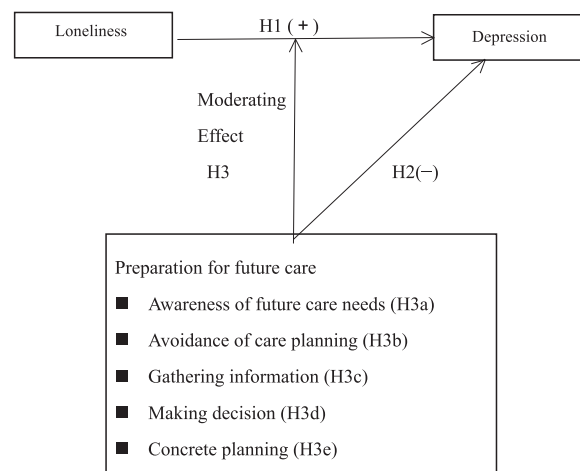 Loneliness
H1 (+)
Depression
Moderating
Effect
H3
H2(−)
Preparation for future care
■ Awareness of future care needs (H3a)
■ Avoidance of care planning (H3b)
■ Gathering information (H3c)
■ Making decision (H3d)
■ Concrete planning (H3e)